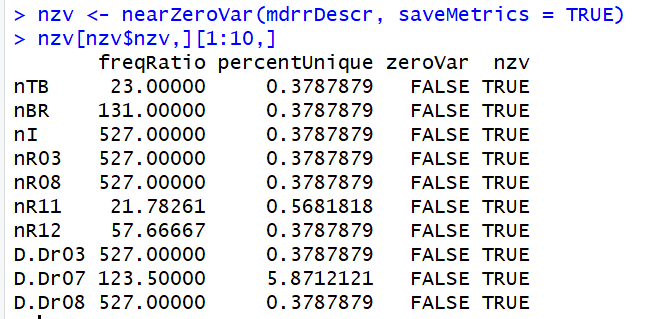 > nzv <- nearZeroVar(mdrrDescr, saveMetrics = TRUE)
> nzv[nzv$nzv,][1:10,]
       freqRatio percentUnique zeroVar  nzv
nTB     23.00000     0.3787879   FALSE TRUE
nBR    131.00000     0.3787879   FALSE TRUE
nI     527.00000     0.3787879   FALSE TRUE
nR03   527.00000     0.3787879   FALSE TRUE
nR08   527.00000     0.3787879   FALSE TRUE
nR11    21.78261     0.5681818   FALSE TRUE
nR12    57.66667     0.3787879   FALSE TRUE
D.Dr03 527.00000     0.3787879   FALSE TRUE
D.Dr07 123.50000     5.8712121   FALSE TRUE
D.Dr08 527.00000     0.3787879   FALSE TRUE